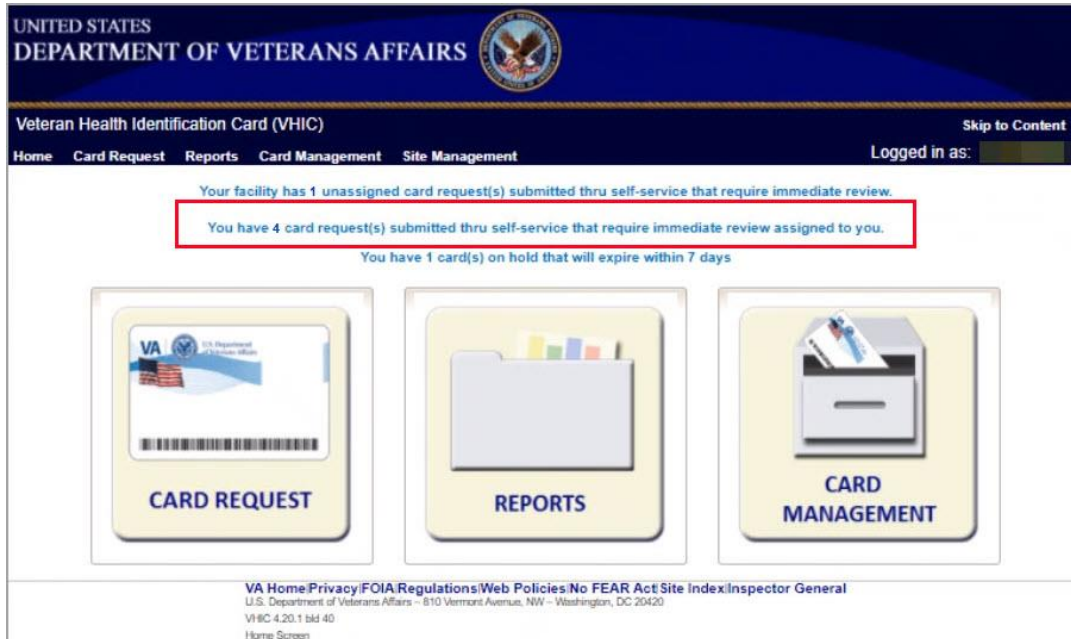 UNITED STATES
DEPARTMENT OF VETERANS AFFAIRS
Veteran Health Identification Card (VHIC)
Skip to Content
Home Card Request Reports Card Management Site Management
Logged in as:
Your facility has 1 unassigned card request(s) submitted thru self-service that require immediate review.
You have 4 card request(s) submitted thru self-service that require immediate review assigned to you.
You have 1 card(s) on hold that will expire within 7 days
VA
U.S. Department
of Veterans Affairs
CARD REQUEST
REPORTS
VA
CARD
MANAGEMENT
VA Home|Privacy|FOIA|Regulations|Web Policies|No FEAR Act|Site Index|Inspector General
U.S. Department of Veterans Affairs – 810 Vermont Avenue, NW – Washington, DC 20420
VHIC 4.20.1 bld 40
Home Screen